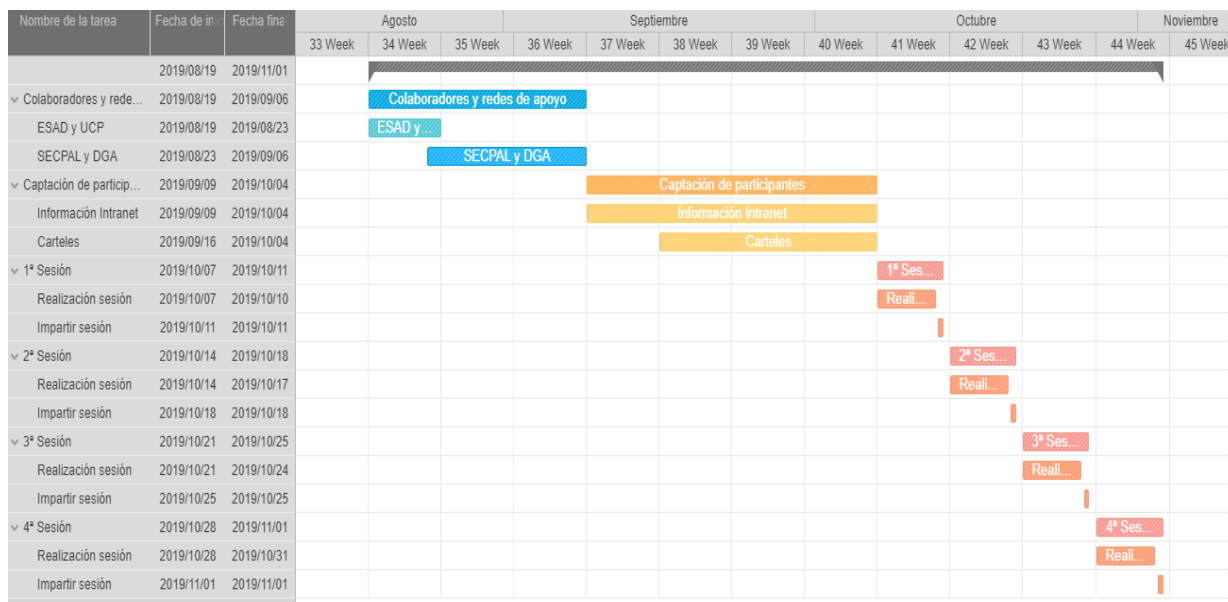 Nombre de la tarea Fecha de inic Fecha final Agosto Septiembre Octubre Noviembre
33 Week 34 Week 35 Week 36 Week 37 Week 38 Week 39 Week 40 Week 41 Week 42 Week 43 Week 44 Week 45 Week
2019/08/19 2019/11/01
Colaboradores y rede... 2019/08/19 2019/09/06 Colaboradores y redes de apoyo
ESAD y UCP 2019/08/19 2019/08/23 ESAD y...
SECPAL y DGA 2019/08/23 2019/09/06 SECPAL y DGA
Captación de particip... 2019/09/09 2019/10/04 Captación de participantes
Información Intranet 2019/09/09 2019/10/04 Información Intranet
Carteles 2019/09/16 2019/10/04 Carteles
1ª Sesión 2019/10/07 2019/10/11 1ª Ses...
Realización sesión 2019/10/07 2019/10/10 Reali...
Impartir sesión 2019/10/11 2019/10/11
2ª Sesión 2019/10/14 2019/10/18 2ª Ses...
Realización sesión 2019/10/14 2019/10/17 Reali...
Impartir sesión 2019/10/18 2019/10/18
3ª Sesión 2019/10/21 2019/10/25 3ª Ses...
Realización sesión 2019/10/21 2019/10/24 Reali...
Impartir sesión 2019/10/25 2019/10/25
4ª Sesión 2019/10/28 2019/11/01 4ª Ses...
Realización sesión 2019/10/28 2019/10/31 Reali...
Impartir sesión 2019/11/01 2019/11/01